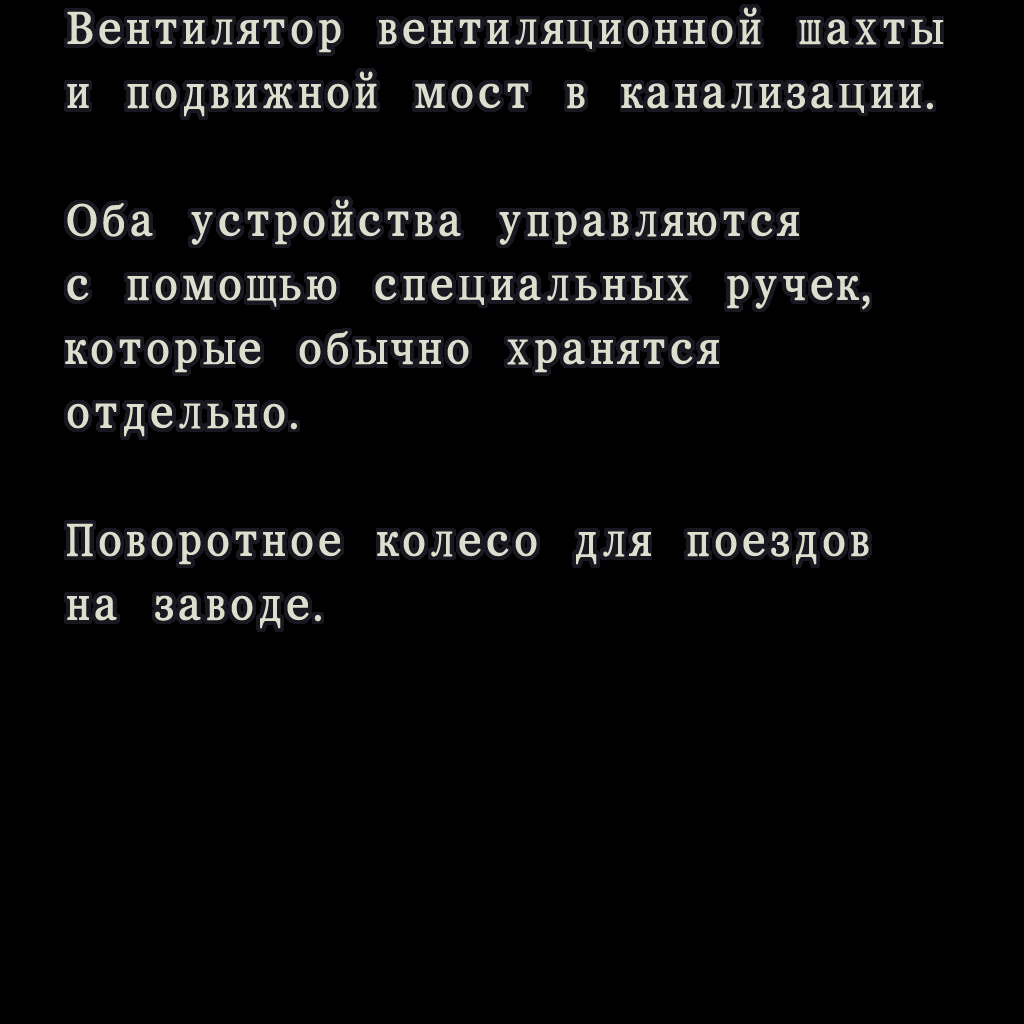 Вентилятор вентиляционной шахты
и подвижной мост в канализации.
Оба устройства управляются
с помощью специальных ручек,
которые обычно хранятся
отдельно.
Поворотное колесо для поездов
на заводе.